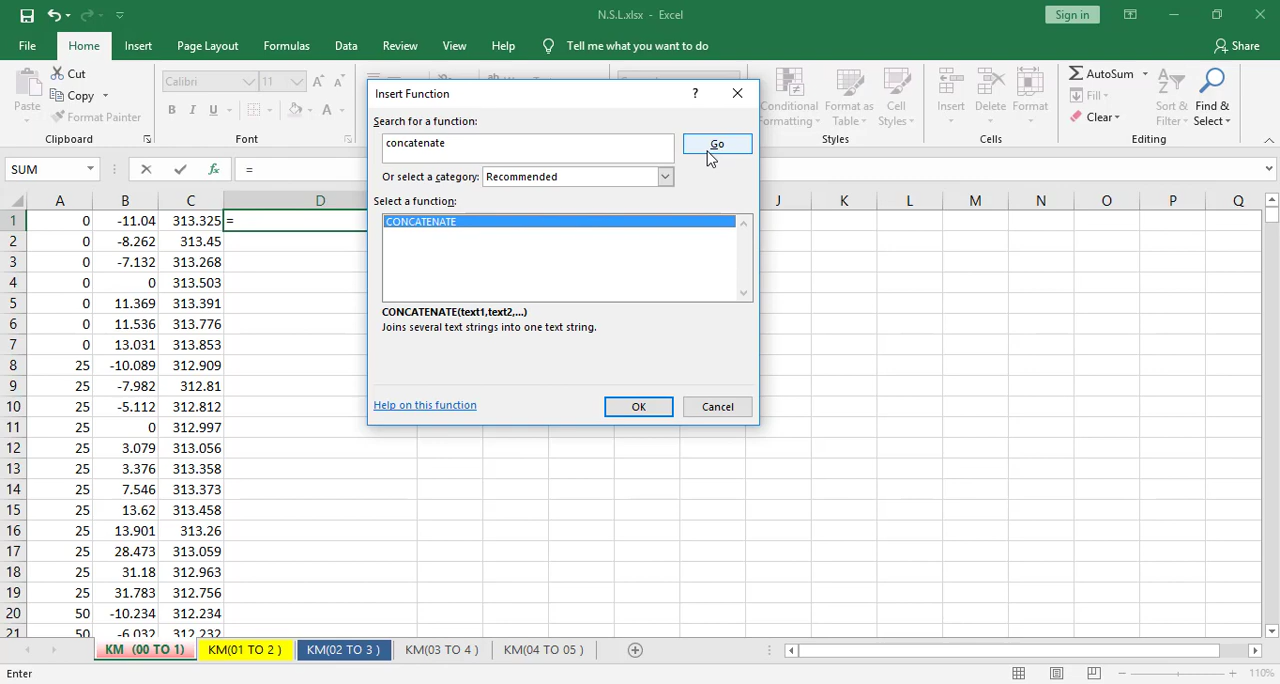 N.S.L.xlsx - Excel
Sign in
File Home Insert Page Layout Formulas Data Review View Help Tell me what you want to do Share
Paste
Cut
Copy
Format Painter
Clipboard
Calibri 11
B I U
Font
Conditional Formatting
Format as Table
Cell Styles
Styles
Insert Delete Format
Cells
AutoSum
Fill
Clear
Sort & Filter
Find & Select
Editing
SUM
fx
=
Insert Function
?
Search for a function:
concatenate
Go
Or select a category: Recommended
Select a function:
CONCATENATE
CONCATENATE(text1,text2,...)
Joins several text strings into one text string.
Help on this function
OK
Cancel
A B C D J K L M N O P Q
1 0 -11.04 313.325 =
2 0 -8.262 313.45
3 0 -7.132 313.268
4 0 0 313.503
5 0 11.369 313.391
6 0 11.536 313.776
7 0 13.031 313.853
8 25 -10.089 312.909
9 25 -7.982 312.81
10 25 -5.112 312.812
11 25 0 312.997
12 25 3.079 313.056
13 25 3.376 313.358
14 25 7.546 313.373
15 25 13.62 313.458
16 25 13.901 313.26
17 25 28.473 313.059
18 25 31.18 312.963
19 25 31.783 312.756
20 50 -10.234 312.234
21 50 -6.032 312.232
KM (00 TO 1) KM(01 TO 2 ) KM(02 TO 3 ) KM(03 TO 4 ) KM(04 TO 05 )
Enter
110%